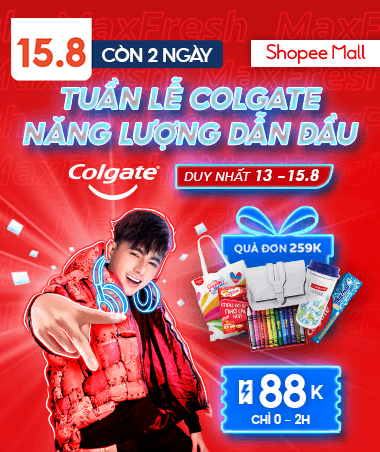 MaxFresh
15.8
CÒN 2 NGÀY
Shopee Mall
TUẦN LỄ COLGATE
NĂNG LƯỢNG DẪN ĐẦU
Colgate
DUY NHẤT 13 – 15.8
QUÀ ĐƠN 259K
88K
CHỈ 0 – 2H